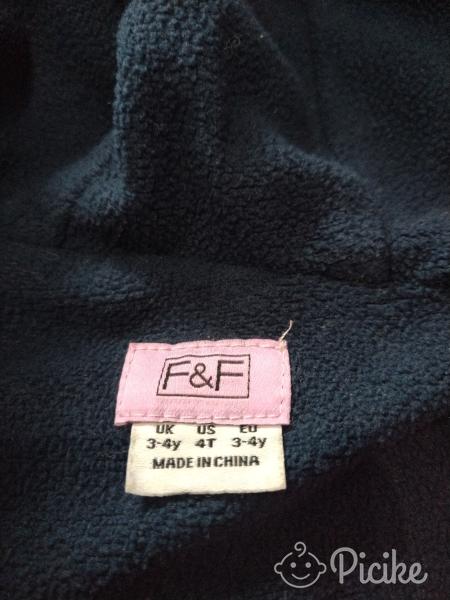 F&F
UK US EU
3-4y 4T 3-4y
MADE IN CHINA
Picike